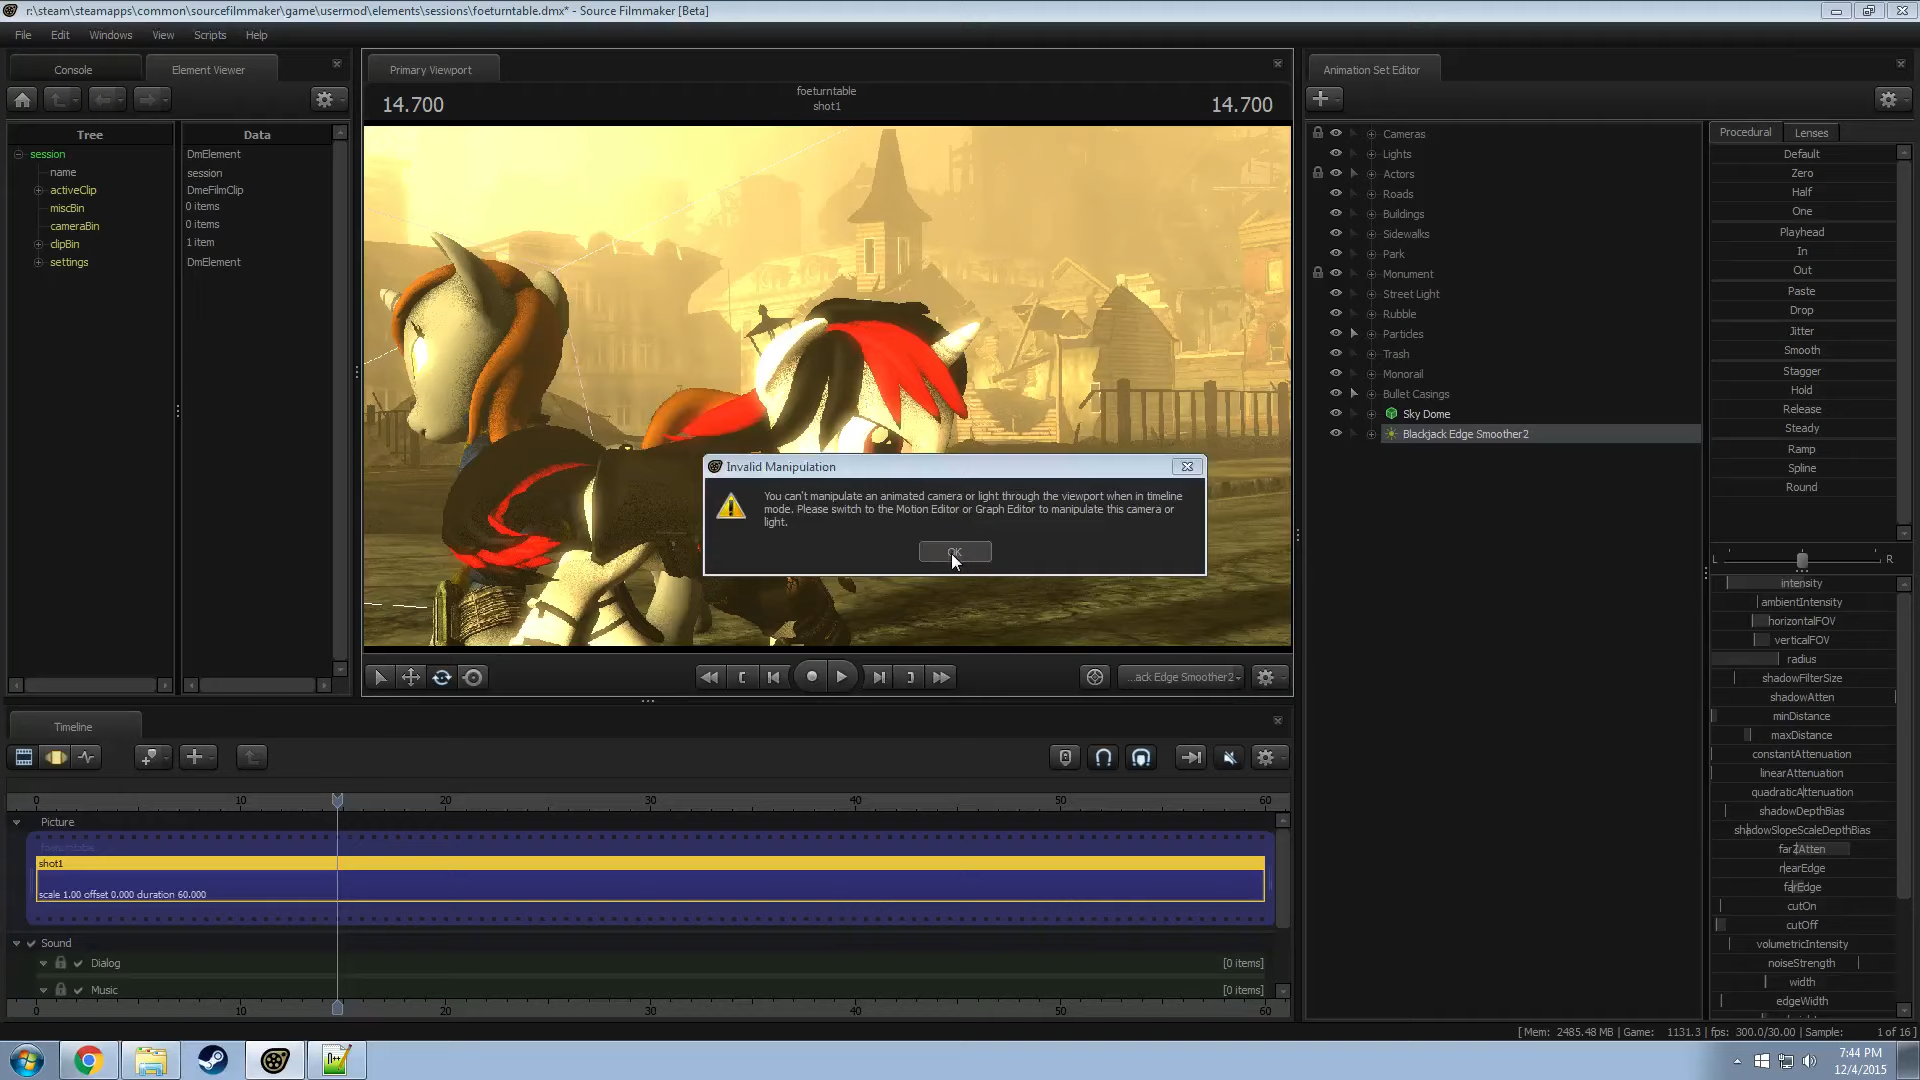 r:\steam\steamapps\common\sourcefilmmaker\game\usermod\elements\sessions\foeturntable.dmx* - Source Filmmaker [Beta]
File Edit Windows View Scripts Help
Console Element Viewer
Tree Data
session DmElement
name session
activeClip DmeFilmClip
miscBin 0 items
cameraBin 0 items
clipBin 1 item
settings DmElement
Primary Viewport
14.700
foeturntable
shot1
14.700
Invalid Manipulation
You can't manipulate an animated camera or light through the viewport when in timeline
mode. Please switch to the Motion Editor or Graph Editor to manipulate this camera or
light.
OK
...ack Edge Smoother2
Animation Set Editor
Cameras
Lights
Actors
Roads
Buildings
Sidewalks
Park
Monument
Street Light
Rubble
Particles
Trash
Monorail
Bullet Casings
Sky Dome
Blackjack Edge Smoother2
Procedural Lenses
Default
Zero
Half
One
Playhead
In
Out
Paste
Drop
Jitter
Smooth
Stagger
Hold
Release
Steady
Ramp
Spline
Round
L R
intensity
ambientIntensity
horizontalFOV
verticalFOV
radius
shadowFilterSize
shadowAtten
minDistance
maxDistance
constantAttenuation
linearAttenuation
quadraticAttenuation
shadowDepthBias
shadowSlopeScaleDepthBias
farZAtten
nearEdge
farEdge
cutOn
cutOff
volumetricIntensity
noiseStrength
width
edgeWidth
Timeline
0 10 20 30 40 50 60
Picture
foeturntable
shot1
scale 1.00 offset 0.000 duration 60.000
Sound
Dialog [0 items]
Music [0 items]
0 10 20 30 40 50 60
[ Mem: 2485.48 MB | Game: 1131.3 | fps: 300.0/30.00 | Sample: 1 of 16 ]
7:44 PM
12/4/2015